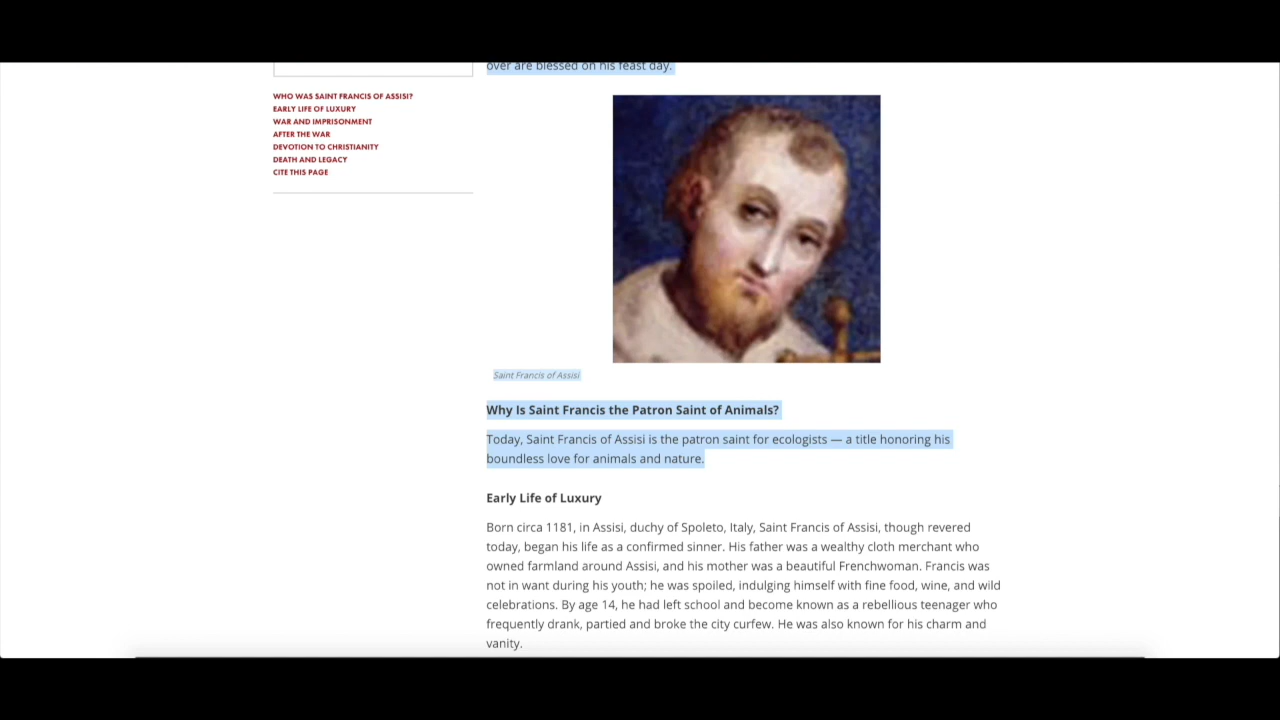 over are blessed on his feast day.
WHO WAS SAINT FRANCIS OF ASSISI?
EARLY LIFE OF LUXURY
WAR AND IMPRISONMENT
AFTER THE WAR
DEVOTION TO CHRISTIANITY
DEATH AND LEGACY
CITE THIS PAGE
Saint Francis of Assisi
Why Is Saint Francis the Patron Saint of Animals?
Today, Saint Francis of Assisi is the patron saint for ecologists — a title honoring his
boundless love for animals and nature.
Early Life of Luxury
Born circa 1181, in Assisi, duchy of Spoleto, Italy, Saint Francis of Assisi, though revered
today, began his life as a confirmed sinner. His father was a wealthy cloth merchant who
owned farmland around Assisi, and his mother was a beautiful Frenchwoman. Francis was
not in want during his youth; he was spoiled, indulging himself with fine food, wine, and wild
celebrations. By age 14, he had left school and become known as a rebellious teenager who
frequently drank, partied and broke the city curfew. He was also known for his charm and
vanity.